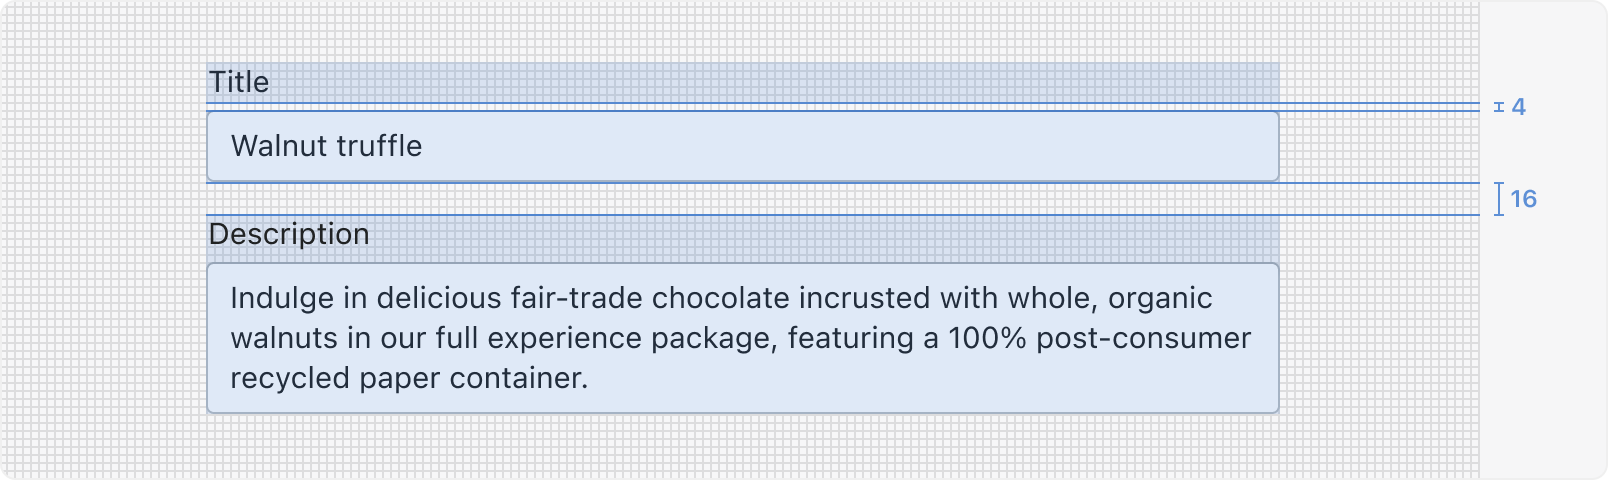 Title
4
Walnut truffle
16
Description
Indulge in delicious fair-trade chocolate incrusted with whole, organic
walnuts in our full experience package, featuring a 100% post-consumer
recycled paper container.